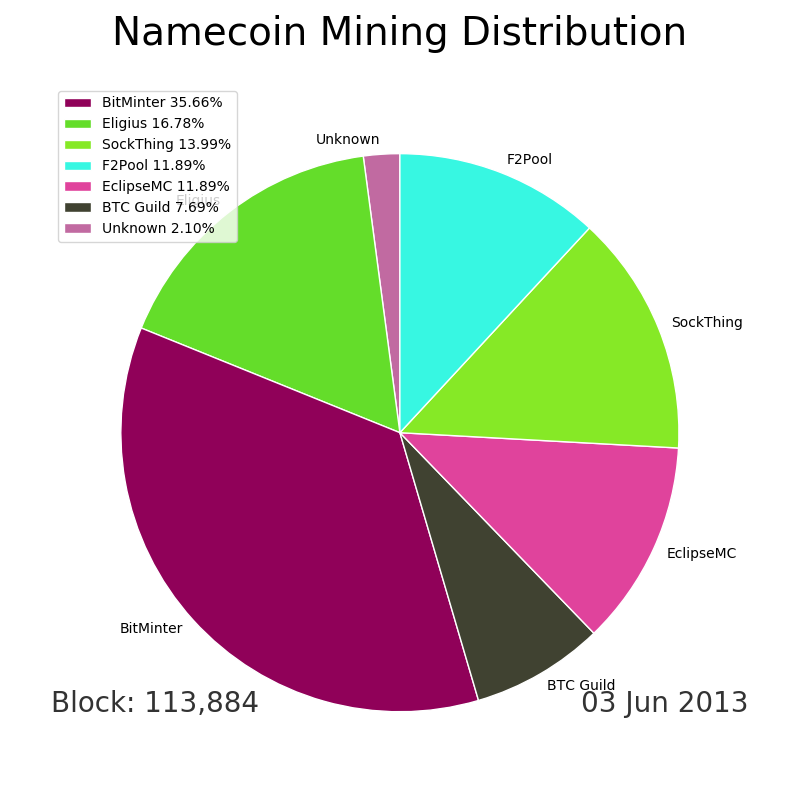 Namecoin Mining Distribution
BitMinter 35.66%
Eligius 16.78%
SockThing 13.99%
F2Pool 11.89%
EclipseMC 11.89%
BTC Guild 7.69%
Unknown 2.10%
Unknown
F2Pool
Eligius
SockThing
EclipseMC
BitMinter
BTC Guild
Block: 113,884
03 Jun 2013